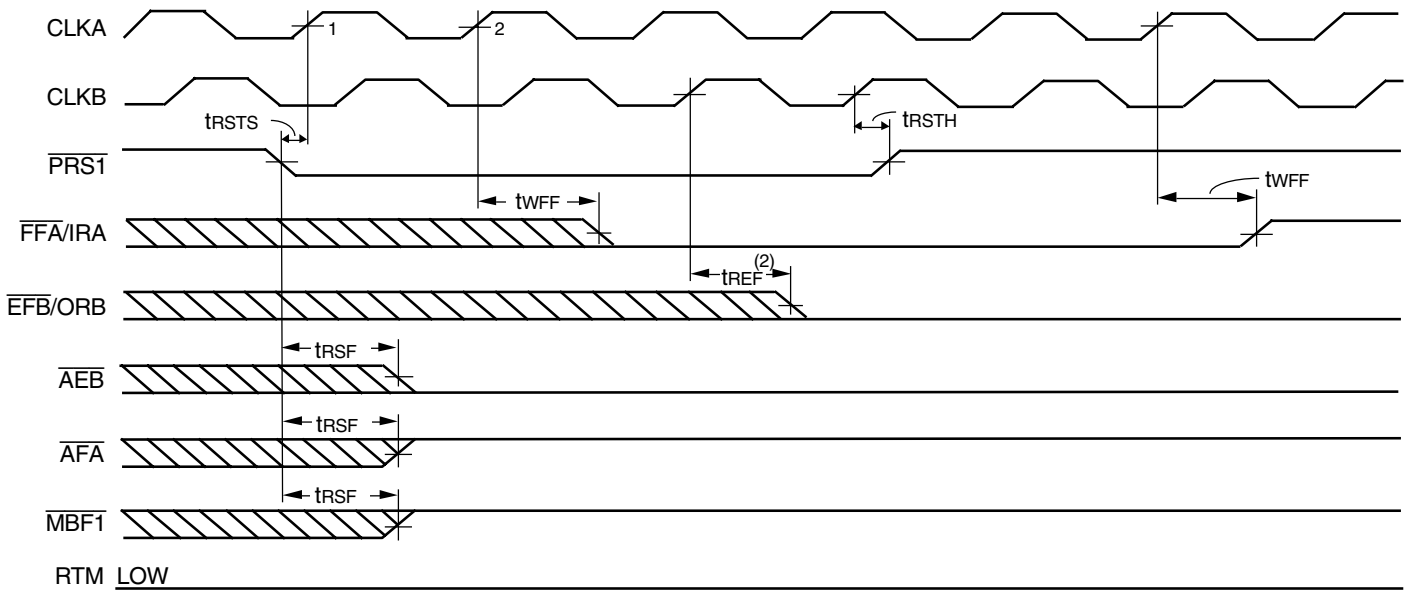 CLKA 1 2
CLKB
tRSTS tRSTH
PRS1
tWFF tWFF
FFA/IRA
tREF(2)
EFB/ORB
tRSF
AEB
tRSF
AFA
tRSF
MBF1
RTM LOW